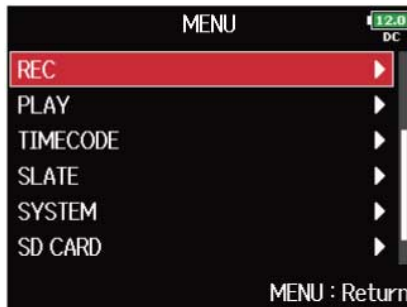 MENU
12.0
DC
REC
PLAY
TIMECODE
SLATE
SYSTEM
SD CARD
MENU : Return